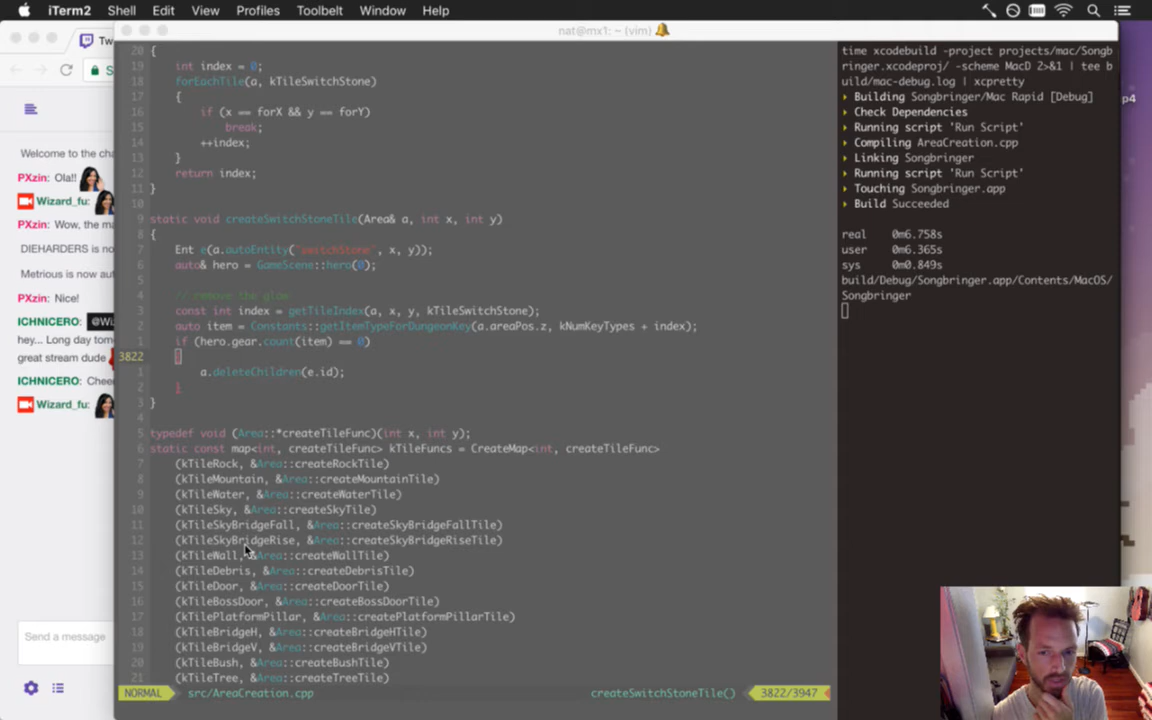 iTerm2 Shell Edit View Profiles Toolbelt Window Help
nat@mx1: ~ (vim)
Tw
S
p4
Welcome to the cha
PXzin: Ola!!
Wizard_fu:
PXzin: Wow, the ma
DIEHARDERS is no
Metrious is now aut
PXzin: Nice!
ICHNICERO: @Wi
hey... Long day tom
great stream dude
ICHNICERO: Chee
Wizard_fu:
Send a message
20 {
19 int index = 0;
18 forEachTile(a, kTileSwitchStone)
17 {
16 if (x == forX && y == forY)
15 break;
14 ++index;
13 }
12 return index;
11 }
10
9 static void createSwitchStoneTile(Area& a, int x, int y)
8 {
7 Ent e(a.autoEntity("switchStone", x, y));
6 auto& hero = GameScene::hero(0);
5
4 // remove the glow
3 const int index = getTileIndex(a, x, y, kTileSwitchStone);
2 auto item = Constants::getItemTypeForDungeonKey(a.areaPos.z, kNumKeyTypes + index);
1 if (hero.gear.count(item) == 0)
3822 {
1 a.deleteChildren(e.id);
2 }
3 }
4
5 typedef void (Area::*createTileFunc)(int x, int y);
6 static const map<int, createTileFunc> kTileFuncs = CreateMap<int, createTileFunc>
7 (kTileRock, &Area::createRockTile)
8 (kTileMountain, &Area::createMountainTile)
9 (kTileWater, &Area::createWaterTile)
10 (kTileSky, &Area::createSkyTile)
11 (kTileSkyBridgeFall, &Area::createSkyBridgeFallTile)
12 (kTileSkyBridgeRise, &Area::createSkyBridgeRiseTile)
13 (kTileWall, &Area::createWallTile)
14 (kTileDebris, &Area::createDebrisTile)
15 (kTileDoor, &Area::createDoorTile)
16 (kTileBossDoor, &Area::createBossDoorTile)
17 (kTilePlatformPillar, &Area::createPlatformPillarTile)
18 (kTileBridgeH, &Area::createBridgeHTile)
19 (kTileBridgeV, &Area::createBridgeVTile)
20 (kTileBush, &Area::createBushTile)
21 (kTileTree, &Area::createTreeTile)
NORMAL src/AreaCreation.cpp createSwitchStoneTile() 3822/3947
time xcodebuild -project projects/mac/Songb
ringer.xcodeproj/ -scheme MacD 2>&1 | tee b
uild/mac-debug.log | xcpretty
Building Songbringer/Mac Rapid [Debug]
Check Dependencies
Running script 'Run Script'
Compiling AreaCreation.cpp
Linking Songbringer
Running script 'Run Script'
Touching Songbringer.app
Build Succeeded
real 0m6.758s
user 0m6.365s
sys 0m0.849s
build/Debug/Songbringer.app/Contents/MacOS/
Songbringer